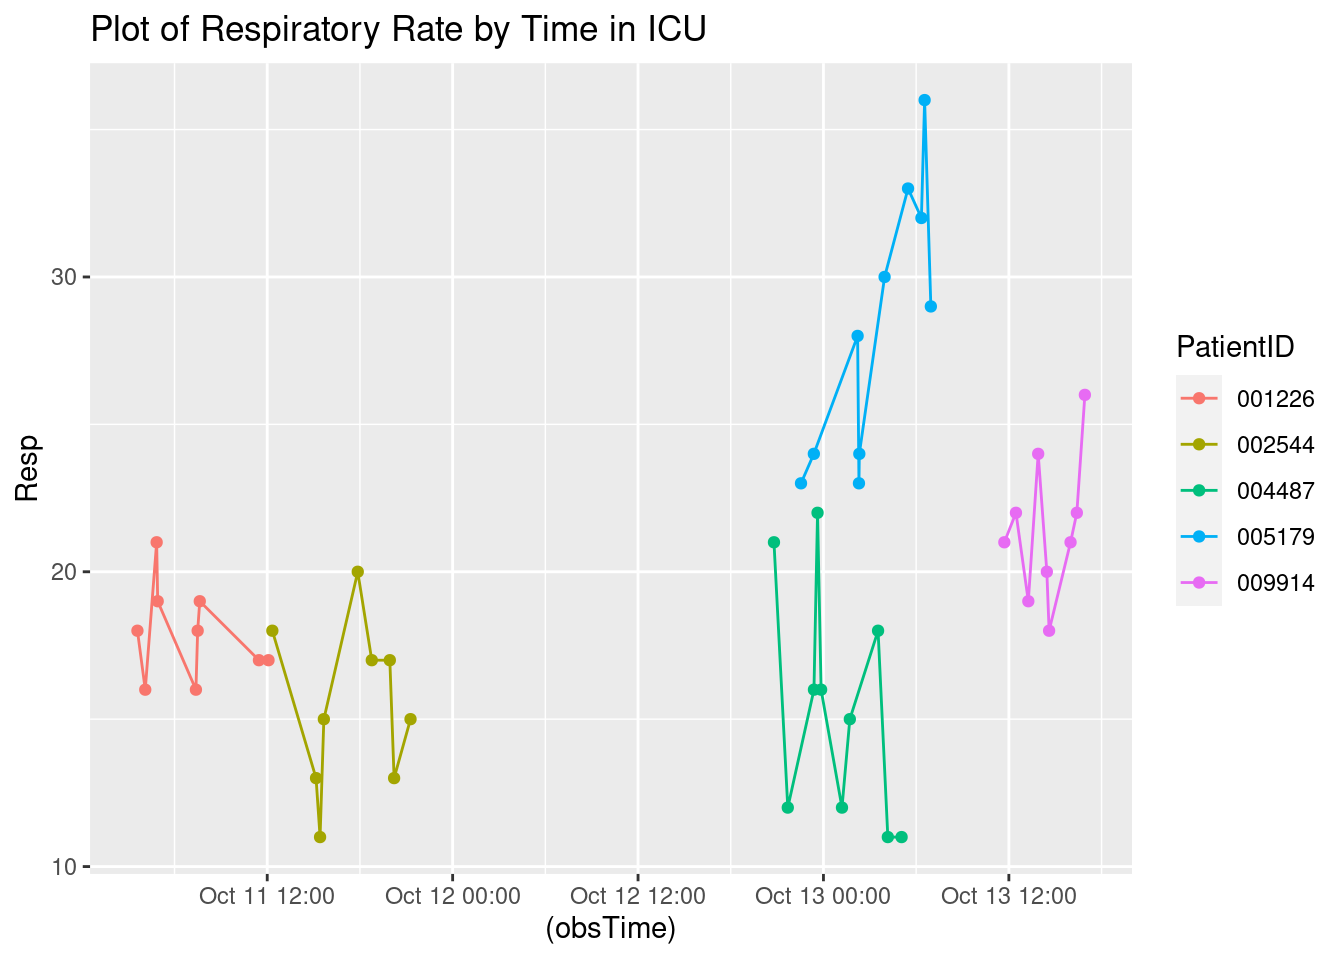 Plot of Respiratory Rate by Time in ICU
Resp
30
20
10
Oct 11 12:00
Oct 12 00:00
Oct 12 12:00
Oct 13 00:00
Oct 13 12:00
(obsTime)
PatientID
001226
002544
004487
005179
009914